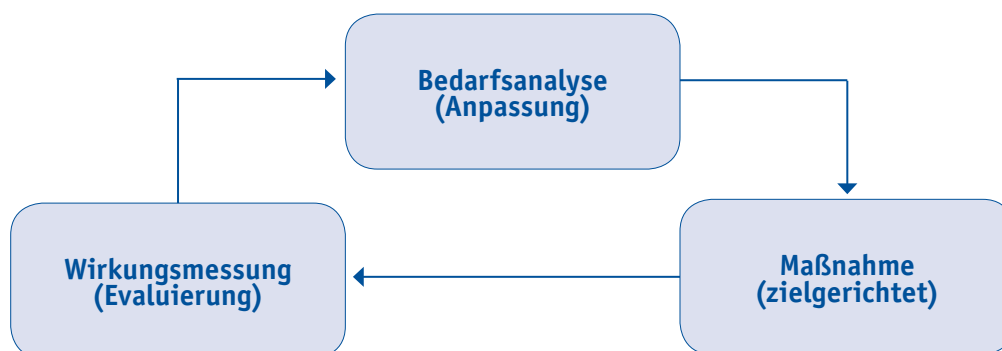 Bedarfsanalyse
(Anpassung)
Wirkungsmessung
(Evaluierung)
Maßnahme
(zielgerichtet)